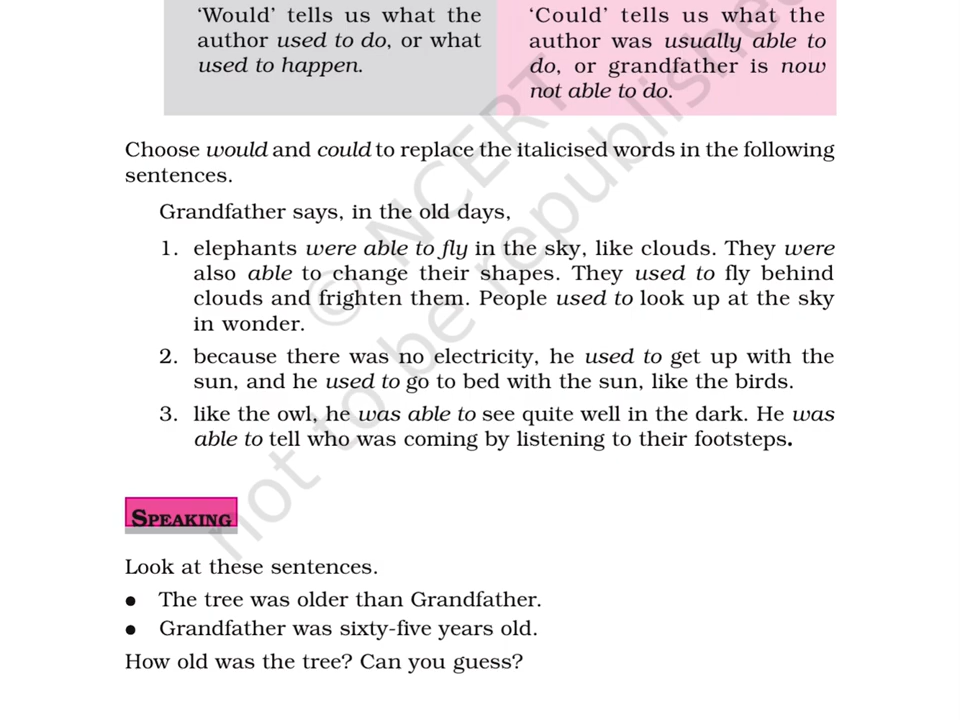 ‘Would’ tells us what the
author used to do, or what
used to happen.
‘Could’ tells us what the
author was usually able to
do, or grandfather is now
not able to do.
Choose would and could to replace the italicised words in the following
sentences.
Grandfather says, in the old days,
1. elephants were able to fly in the sky, like clouds. They were
also able to change their shapes. They used to fly behind
clouds and frighten them. People used to look up at the sky
in wonder.
2. because there was no electricity, he used to get up with the
sun, and he used to go to bed with the sun, like the birds.
3. like the owl, he was able to see quite well in the dark. He was
able to tell who was coming by listening to their footsteps.
SPEAKING
Look at these sentences.
● The tree was older than Grandfather.
● Grandfather was sixty-five years old.
How old was the tree? Can you guess?
© NCERT
not to be republished